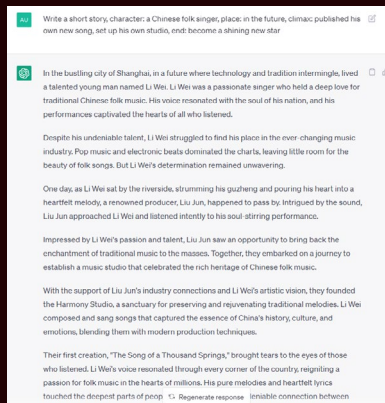 AU
Write a short story, character: a Chinese folk singer, place: in the future, climax: published his
own new song, set up his own studio, end: become a shining new star
In the bustling city of Shanghai, in a future where technology and tradition intermingle, lived
a talented young man named Li Wei. Li Wei was a passionate singer who held a deep love for
traditional Chinese folk music. His voice resonated with the soul of his nation, and his
performances captivated the hearts of all who listened.
Despite his undeniable talent, Li Wei struggled to find his place in the ever-changing music
industry. Pop music and electronic beats dominated the charts, leaving little room for the
beauty of folk songs. But Li Wei's determination remained unwavering.
One day, as Li Wei sat by the riverside, strumming his guzheng and pouring his heart into a
heartfelt melody, a renowned producer, Liu Jun, happened to pass by. Intrigued by the sound,
Liu Jun approached Li Wei and listened intently to his soul-stirring performance.
Impressed by Li Wei's passion and talent, Liu Jun saw an opportunity to bring back the
enchantment of traditional music to the masses. Together, they embarked on a journey to
establish a music studio that celebrated the rich heritage of Chinese folk music.
With the support of Liu Jun's industry connections and Li Wei's artistic vision, they founded
the Harmony Studio, a sanctuary for preserving and rejuvenating traditional melodies. Li Wei
composed and sang songs that captured the essence of China's history, culture, and
emotions, blending them with modern production techniques.
Their first creation, "The Song of a Thousand Springs," brought tears to the eyes of those
who listened. Li Wei's voice resonated through every corner of the country, reigniting a
passion for folk music in the hearts of millions. His pure melodies and heartfelt lyrics
touched the deepest parts of peop Regenerate response leniable connection between